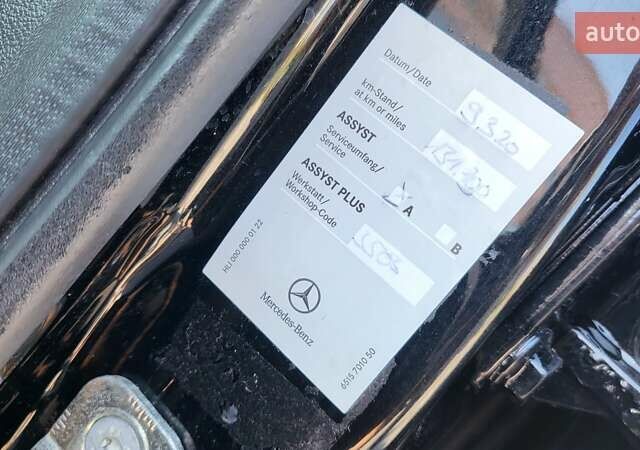 auto
Datum/Date
9.3.20
km-Stand/
at km or miles
ASSYST
Serviceumfang/
Service
A
B
ASSYST PLUS
Werkstatt/
Workshop-Code
HLI 000 000 01 22
Mercedes-Benz
6515.7010 50